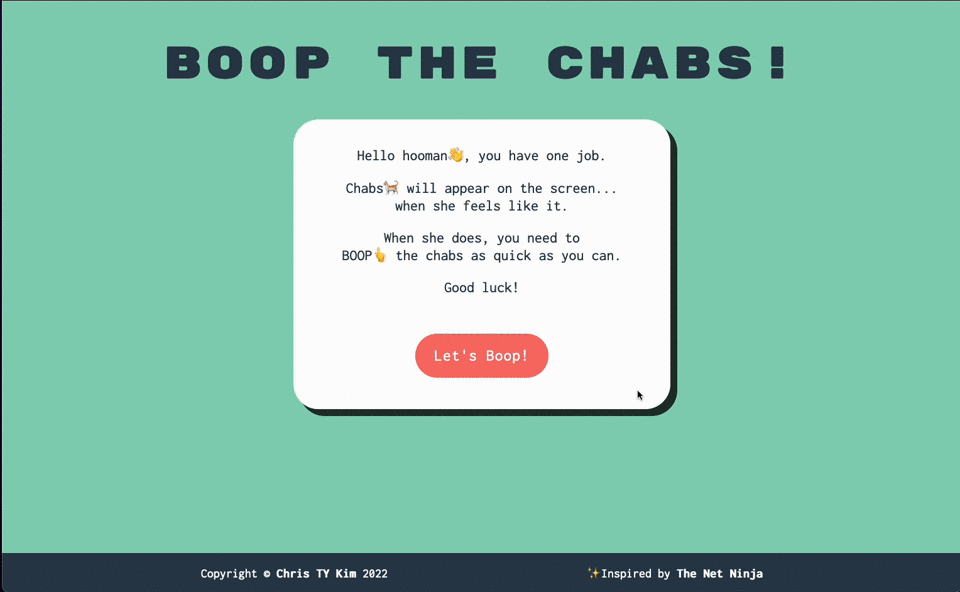 BOOP THE CHABS!
Hello hooman👋, you have one job.
Chabs🐈 will appear on the screen...
when she feels like it.
When she does, you need to
BOOP👆 the chabs as quick as you can.
Good luck!
Let's Boop!
Copyright © Chris TY Kim 2022
✨Inspired by The Net Ninja